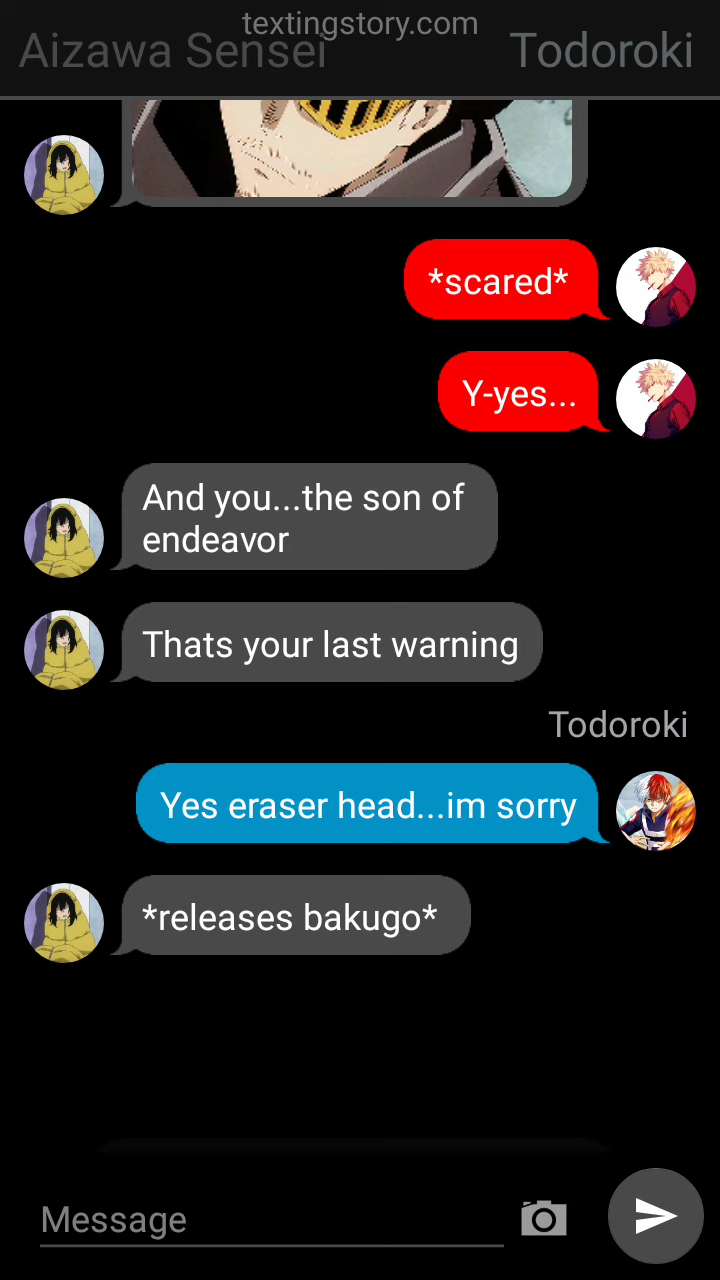 textingstory.com
Aizawa Sensei
Todoroki
*scared*
Y-yes...
And you...the son of
endeavor
Thats your last warning
Todoroki
Yes eraser head...im sorry
*releases bakugo*
Message